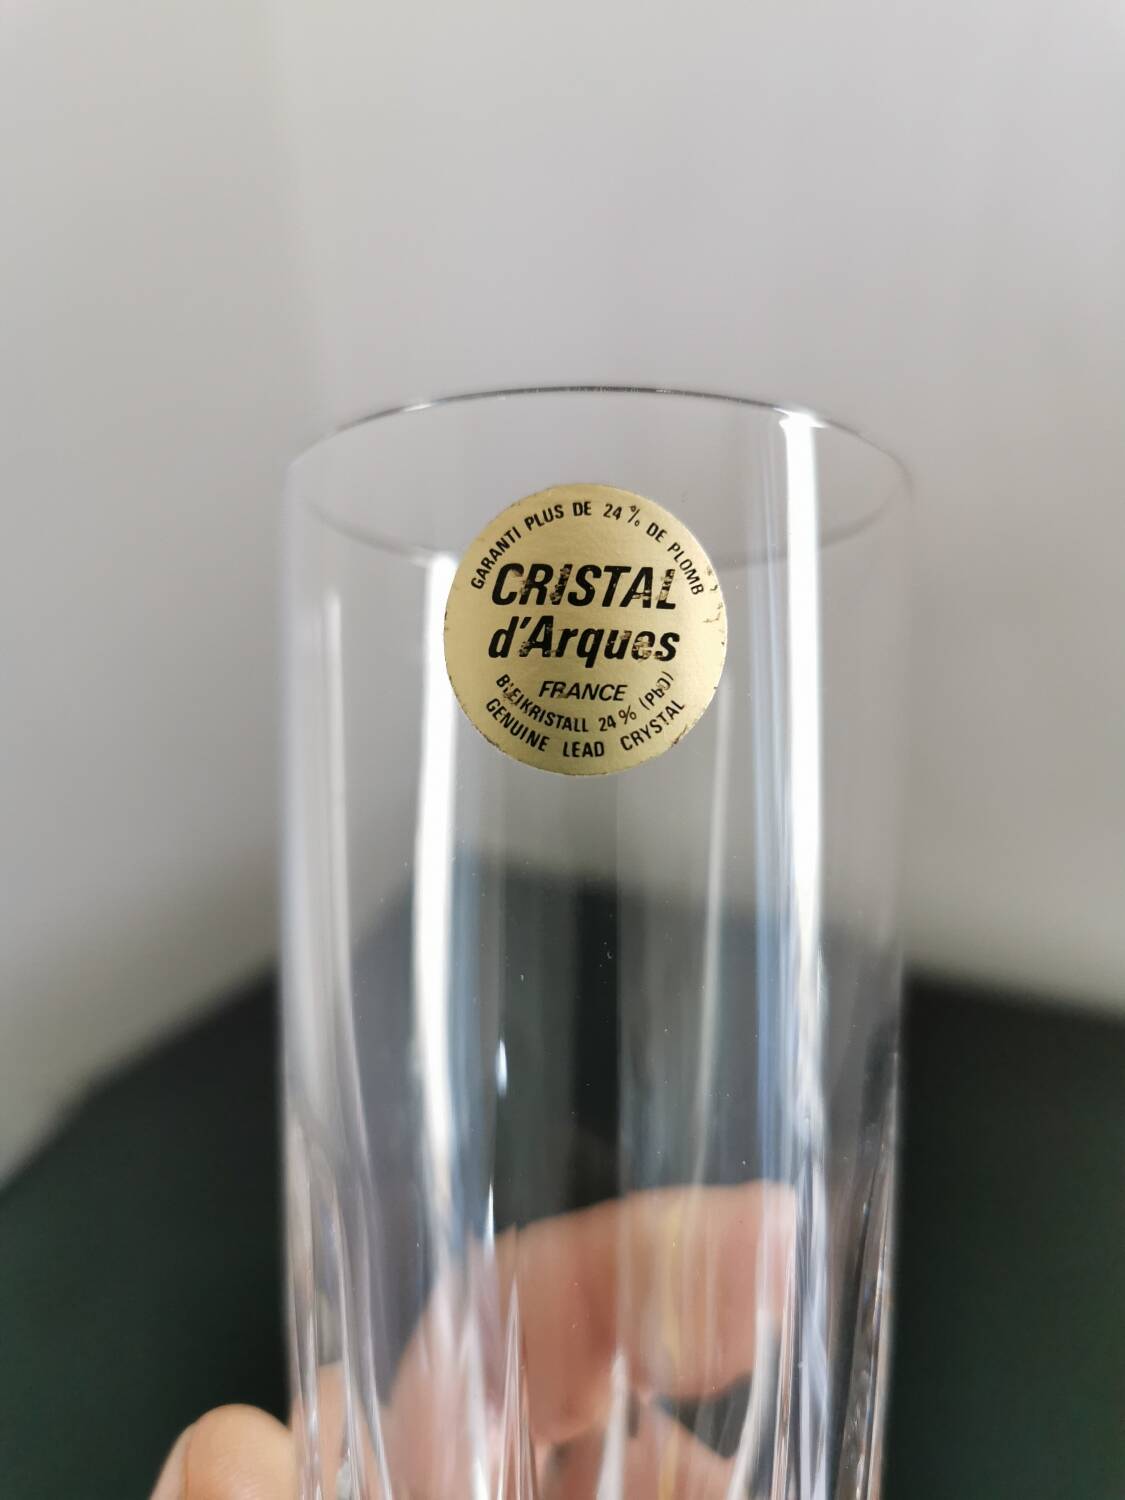 GARANTI PLUS DE 24% DE PLOMB
CRISTAL
d'Arques
FRANCE
BLEIKRISTALL 24% (PbO)
GENUINE LEAD CRYSTAL